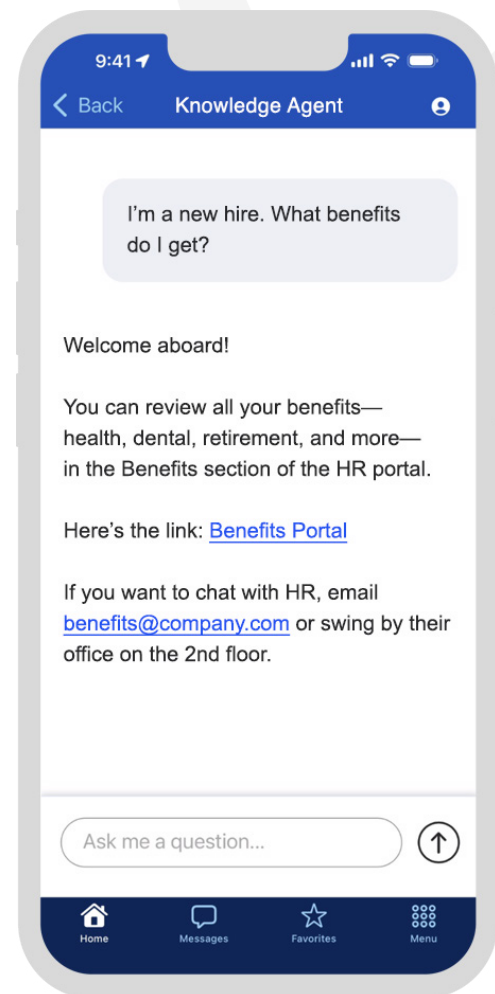 9:41
Back
Knowledge Agent
I'm a new hire. What benefits
do I get?
Welcome aboard!
You can review all your benefits—
health, dental, retirement, and more—
in the Benefits section of the HR portal.
Here's the link: Benefits Portal
If you want to chat with HR, email
benefits@company.com or swing by their
office on the 2nd floor.
Ask me a question...
Home
Messages
Favorites
Menu